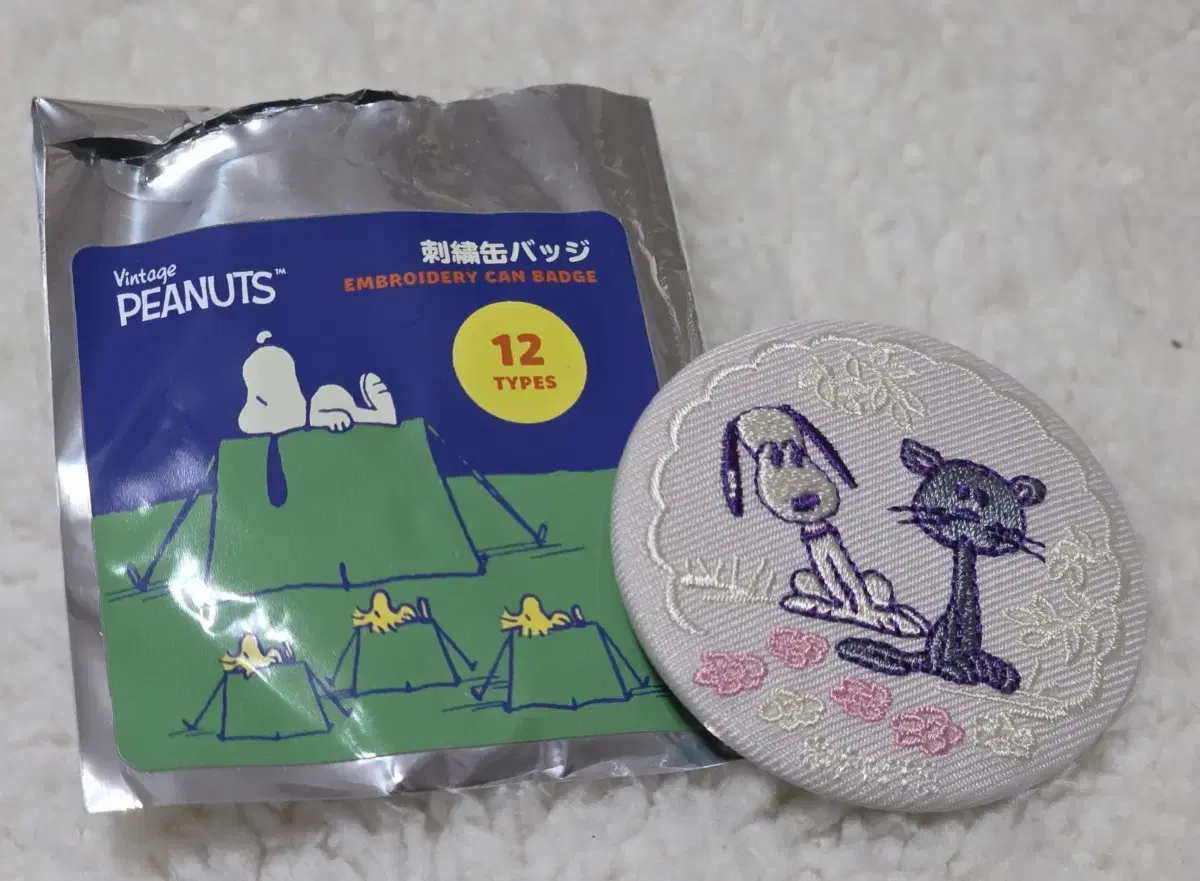 Vintage
PEANUTS™
刺繍缶バッジ
EMBROIDERY CAN BADGE
12
TYPES